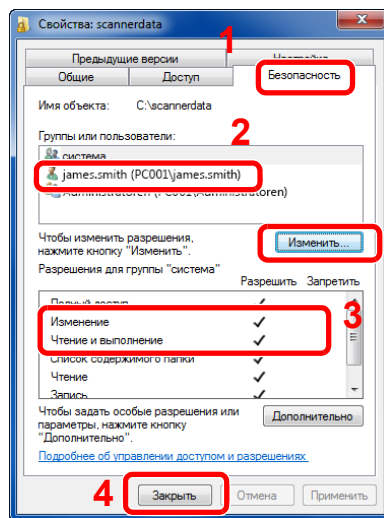 Свойства: scannerdata
1
Предыдущие версии Настройка
Общие Доступ Безопасность
Имя объекта: C:\scannerdata
Группы или пользователи:
2
система
james.smith (PC001\james.smith)
Administratoren (PC001\Administratoren)
Чтобы изменить разрешения,
нажмите кнопку "Изменить".
Изменить...
Разрешения для группы "система"
Разрешить Запретить
Полный доступ
3
Изменение
Чтение и выполнение
Список содержимого папки
Чтение
Запись
Чтобы задать особые разрешения или
параметры, нажмите кнопку
"Дополнительно".
Дополнительно
Подробнее об управлении доступом и разрешениях
4
Закрыть Отмена Применить